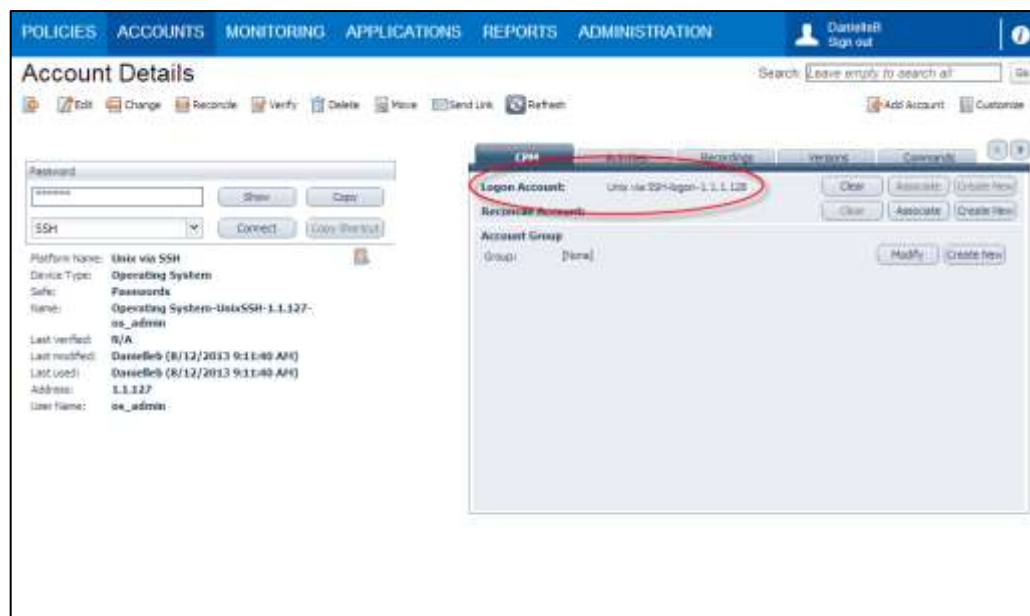 POLICIES ACCOUNTS MONITORING APPLICATIONS REPORTS ADMINISTRATION DanielleB
Sign out
Account Details Search: Leave empty to search all Go
Edit Change Reconcile Verify Delete Move Send Link Refresh Add Account Customize
CPM Activities Recordings Versions Commands
Password
******* Show Copy
SSH Connect Copy Shortcut
Logon Account: Unix via SSH-logon-1.1.1.128 Clear Associate Create New
Reconcile Account: Clear Associate Create New
Account Group
Group: [None] Modify Create New
Platform Name: Unix via SSH
Device Type: Operating System
Safe: Passwords
Name: Operating System-UnixSSH-1.1.127-
os_admin
Last verified: N/A
Last modified: Danielleb (8/12/2013 9:11:40 AM)
Last used: Danielleb (8/12/2013 9:11:40 AM)
Address: 1.1.127
User Name: os_admin